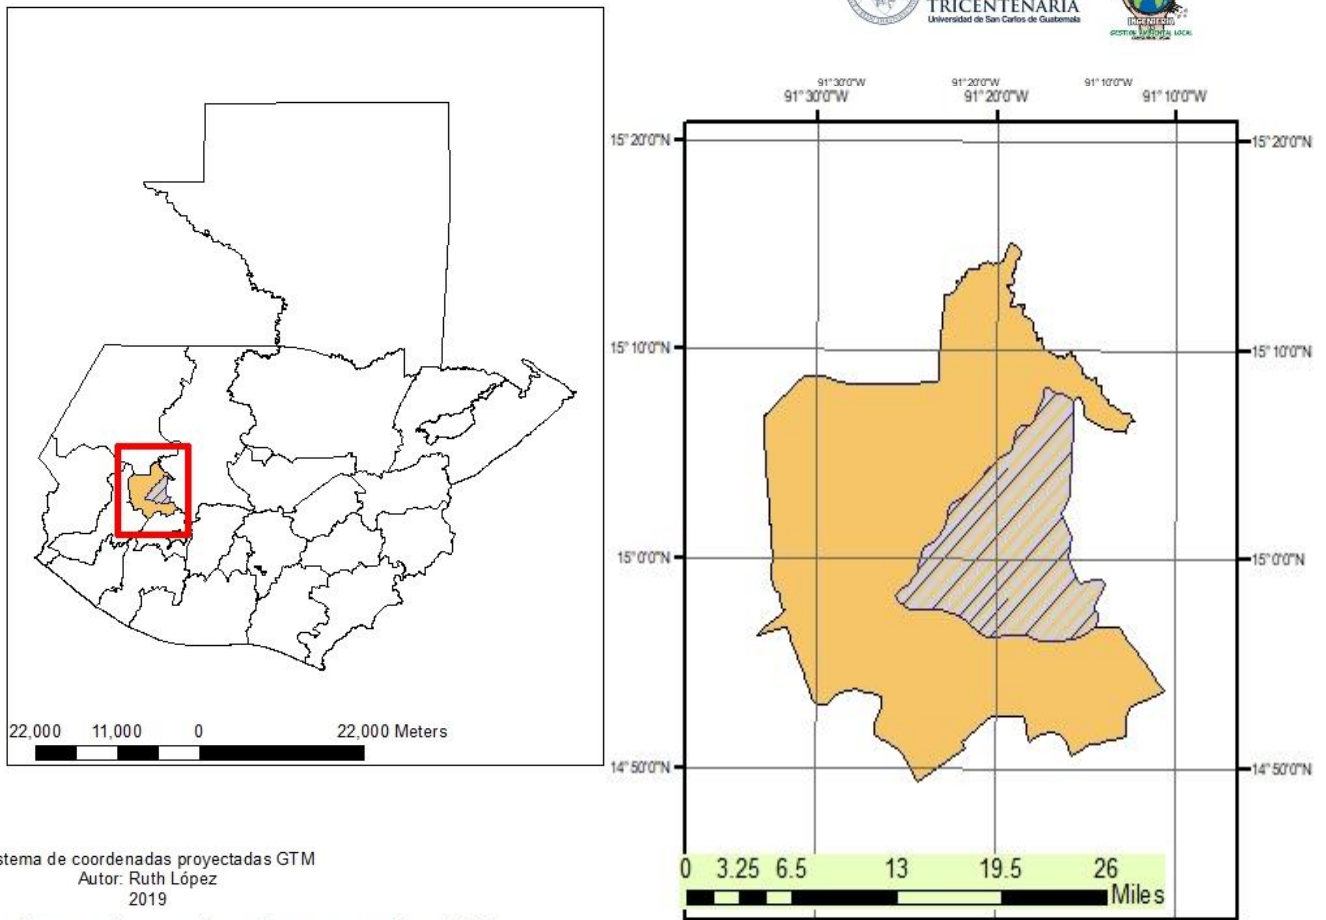 TRICENTENARIA
Universidad de San Carlos de Guatemala
INGENIERIA
GESTION AMBIENTAL LOCAL
91°30'0"W 91°20'0"W 91°10'0"W
91°30'0"W 91°20'0"W 91°10'0"W
15°20'0"N 15°20'0"N
15°10'0"N 15°10'0"N
15°0'0"N 15°0'0"N
14°50'0"N 14°50'0"N
22,000 11,000 0 22,000 Meters
0 3.25 6.5 13 19.5 26
Miles
stema de coordenadas proyectadas GTM
Autor: Ruth López
2019